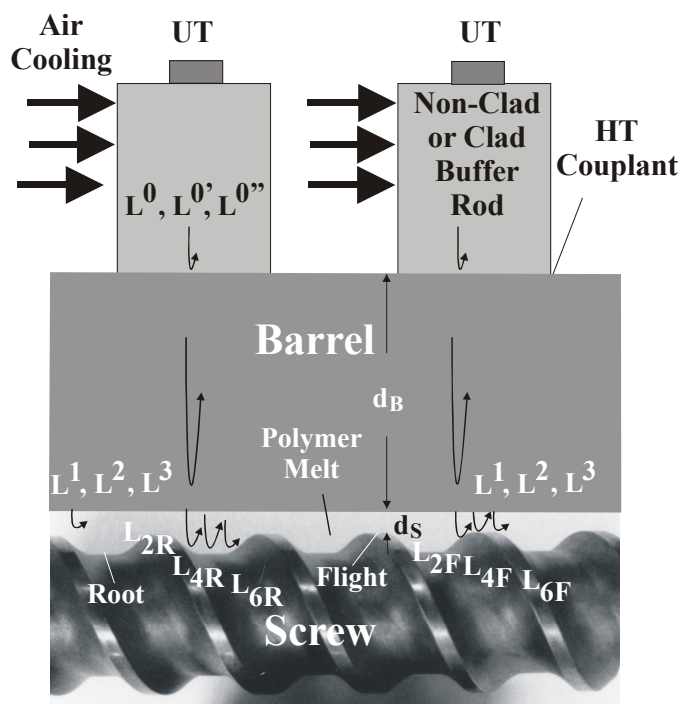 Air
Cooling
UT
UT
Non-Clad
or Clad
Buffer
Rod
HT
Couplant
L⁰, L⁰', L⁰"
Barrel
dB
Polymer
Melt
L¹, L², L³
L¹, L², L³
dS
L2R
L4R
L6R
Root
Flight
L2F
L4F
L6F
Screw